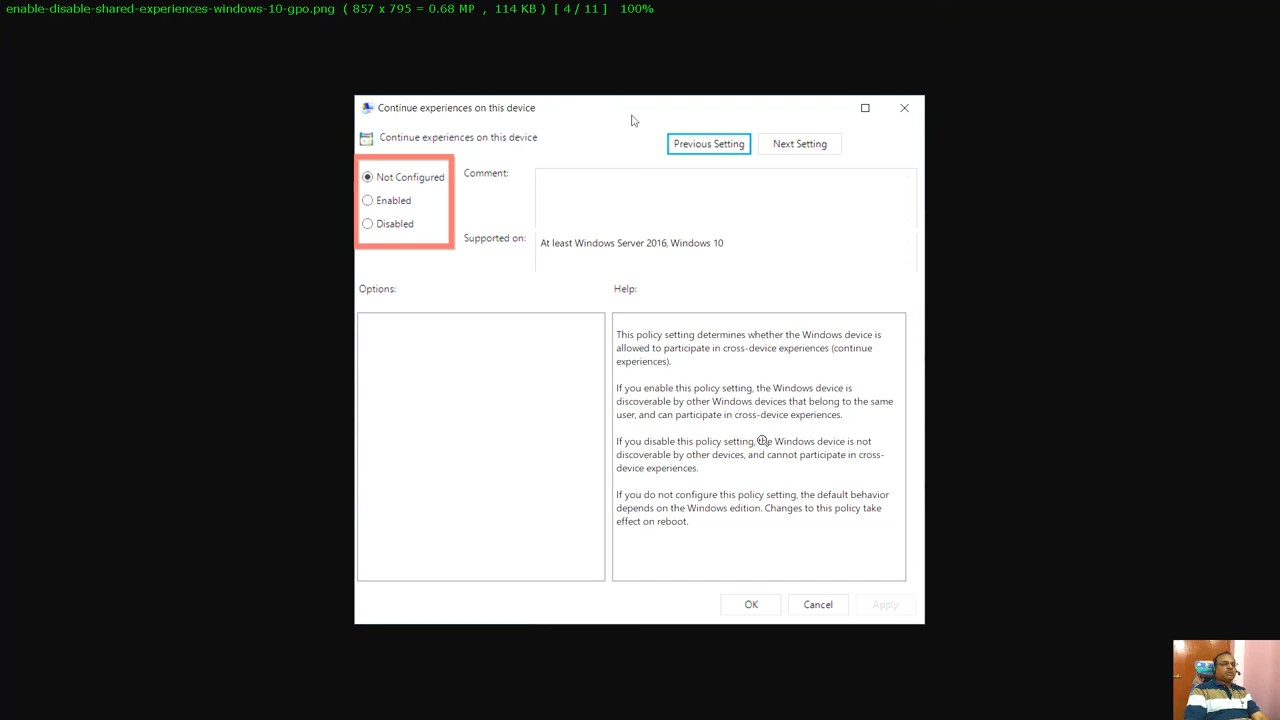 enable-disable-shared-experiences-windows-10-gpo.png ( 857 x 795 = 0.68 MP , 114 KB ) [ 4 / 11 ] 100%
Continue experiences on this device
Continue experiences on this device
Previous Setting
Next Setting
Not Configured
Enabled
Disabled
Comment:
Supported on:
At least Windows Server 2016, Windows 10
Options:
Help:
This policy setting determines whether the Windows device is
allowed to participate in cross-device experiences (continue
experiences).
If you enable this policy setting, the Windows device is
discoverable by other Windows devices that belong to the same
user, and can participate in cross-device experiences.
If you disable this policy setting, the Windows device is not
discoverable by other devices, and cannot participate in cross-
device experiences.
If you do not configure this policy setting, the default behavior
depends on the Windows edition. Changes to this policy take
effect on reboot.
OK
Cancel
Apply